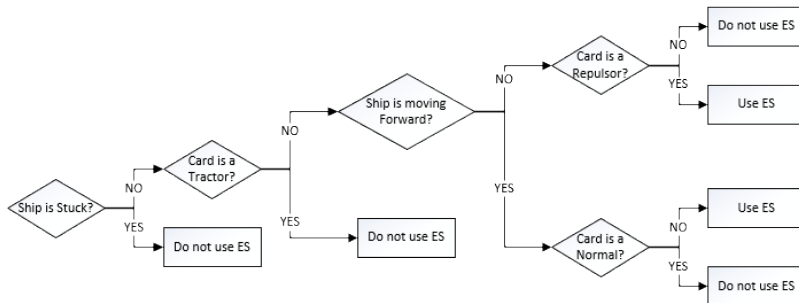 Ship is Stuck?
NO
YES
Do not use ES
Card is a
Tractor?
NO
YES
Do not use ES
Ship is moving
Forward?
NO
YES
Card is a
Repulsor?
NO
Do not use ES
YES
Use ES
Card is a
Normal?
NO
Use ES
YES
Do not use ES